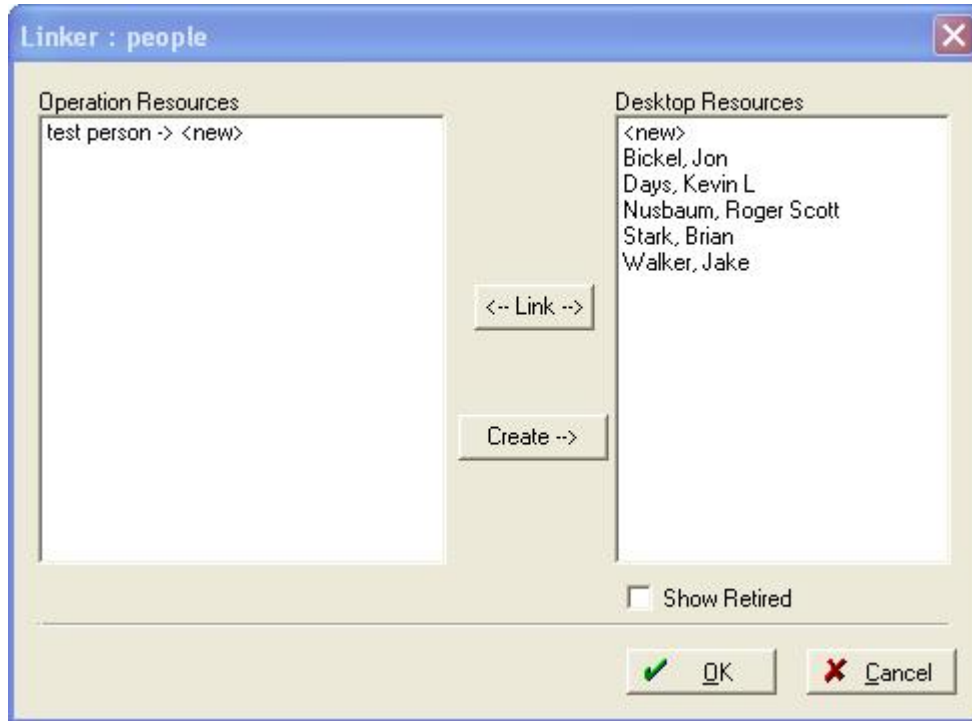 Linker : people
Operation Resources
test person -> <new>
Desktop Resources
<new>
Bickel, Jon
Days, Kevin L
Nusbaum, Roger Scott
Stark, Brian
Walker, Jake
<-- Link -->
Create -->
Show Retired
OK
Cancel